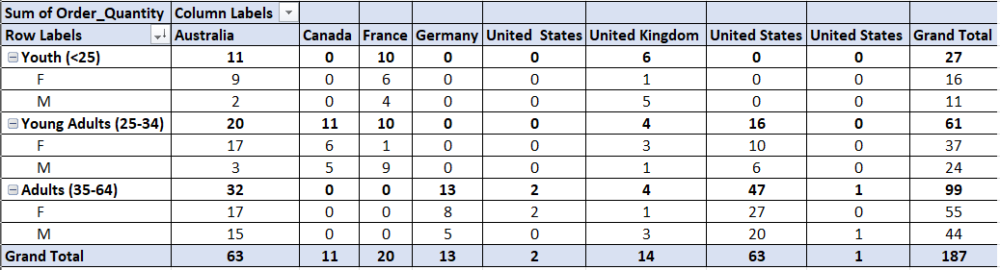 Sum of Order_Quantity Column Labels
Row Labels Australia Canada France Germany United  States United Kingdom United States United States Grand Total
Youth (<25) 11 0 10 0 0 6 0 0 27
F 9 0 6 0 0 1 0 0 16
M 2 0 4 0 0 5 0 0 11
Young Adults (25-34) 20 11 10 0 0 4 16 0 61
F 17 6 1 0 0 3 10 0 37
M 3 5 9 0 0 1 6 0 24
Adults (35-64) 32 0 0 13 2 4 47 1 99
F 17 0 0 8 2 1 27 0 55
M 15 0 0 5 0 3 20 1 44
Grand Total 63 11 20 13 2 14 63 1 187